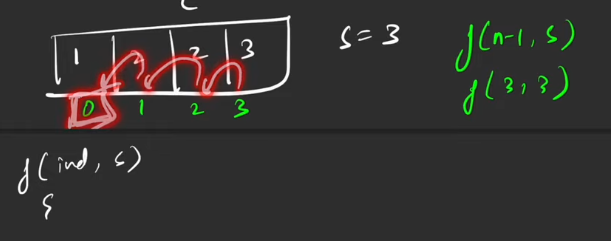 1 2 3 S = 3 f(n-1, s)
0 1 2 3 f(3, 3)
f(ind, s)
{